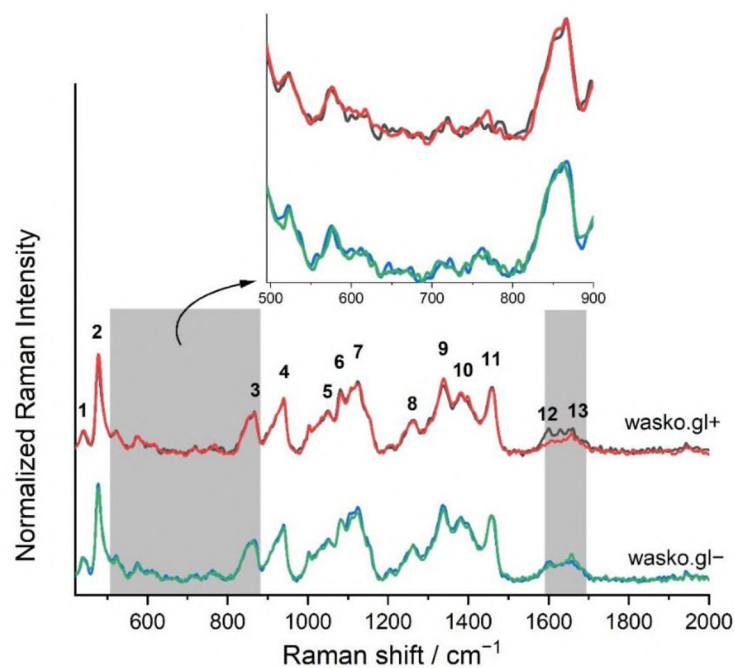 500 600 700 800 900
Normalized Raman Intensity
1 2 3 4 5 6 7 8 9 10 11 12 13
wasko.gl+
wasko.gl−
600 800 1000 1200 1400 1600 1800 2000
Raman shift / cm⁻¹